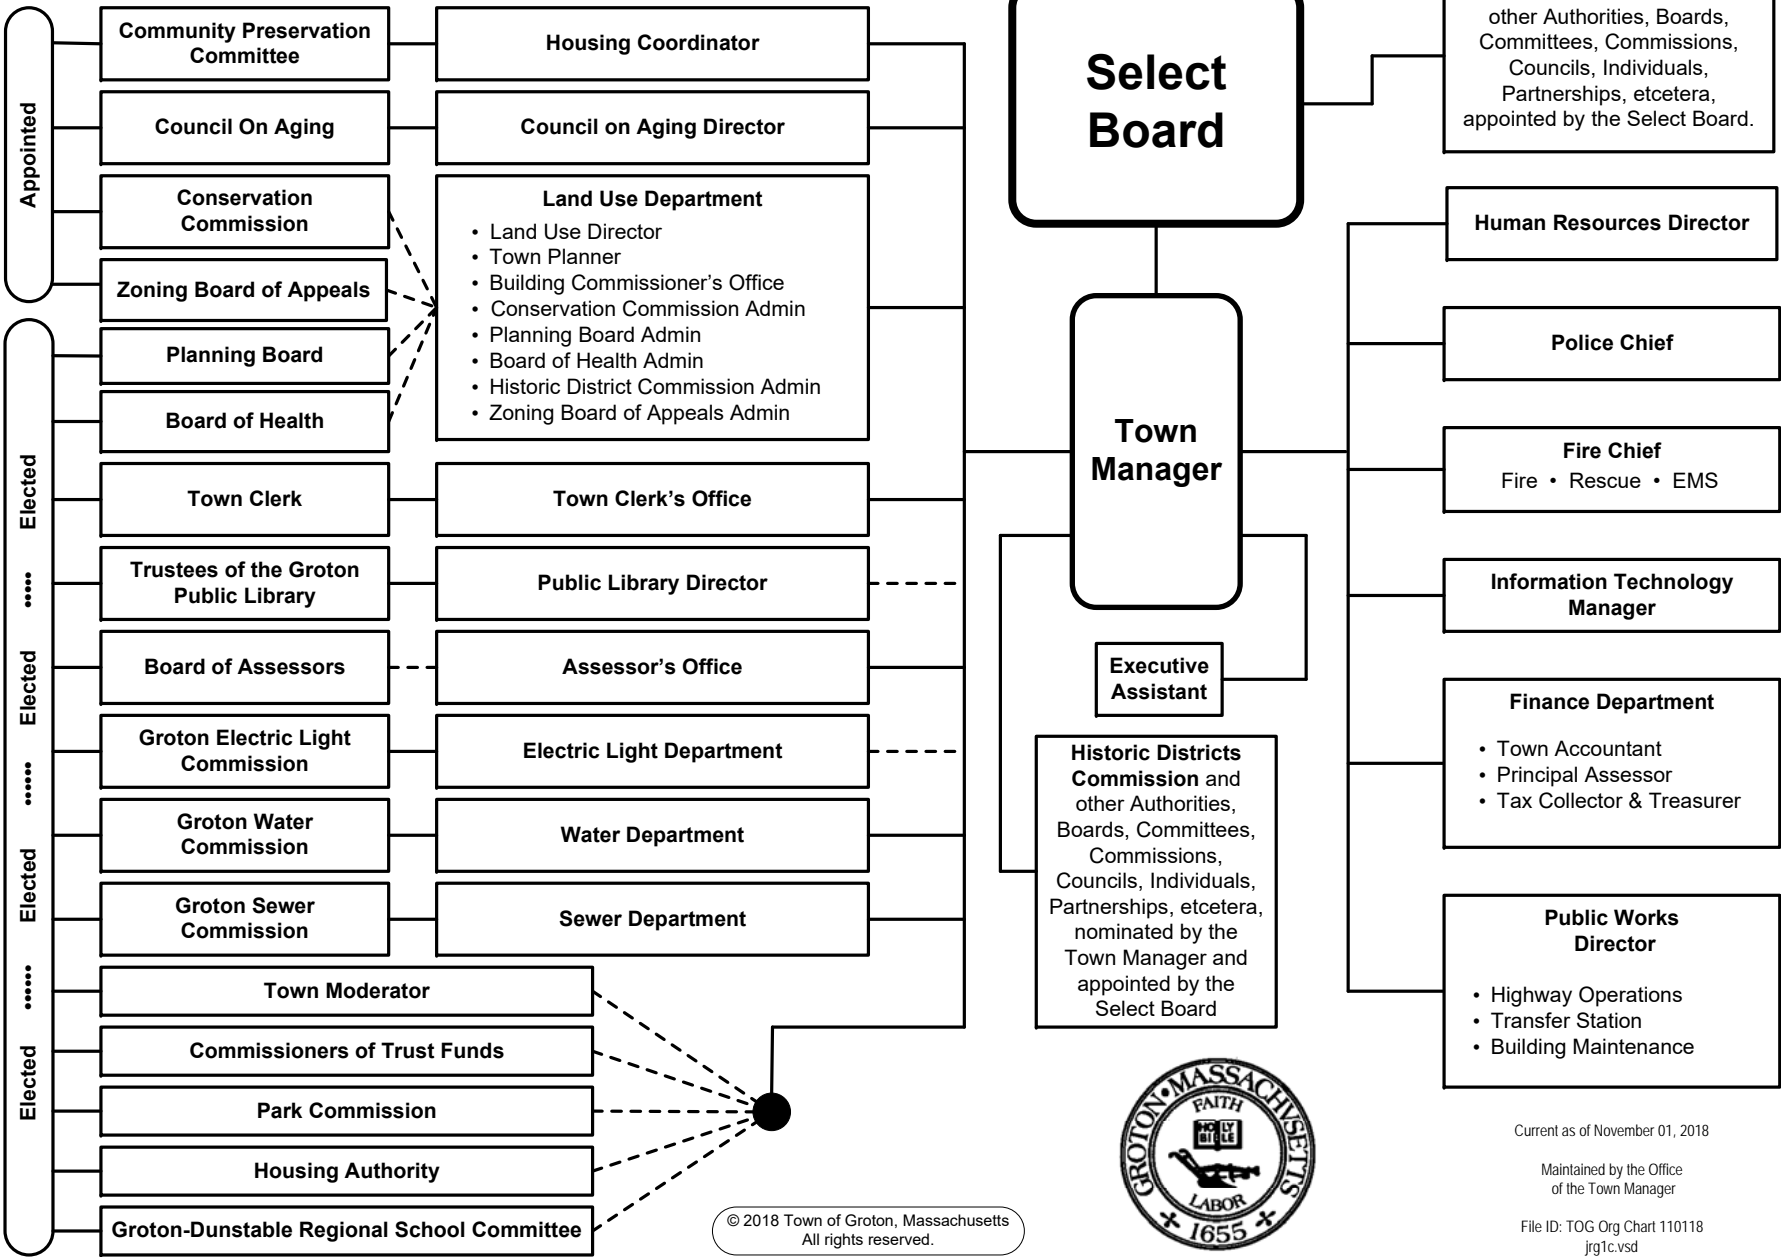 Appointed
Community Preservation
Committee
Housing Coordinator
Council On Aging
Council on Aging Director
Conservation
Commission
Zoning Board of Appeals
Land Use Department
• Land Use Director
• Town Planner
• Building Commissioner's Office
• Conservation Commission Admin
• Planning Board Admin
• Board of Health Admin
• Historic District Commission Admin
• Zoning Board of Appeals Admin
Elected
Elected
Elected
Elected
Planning Board
Board of Health
Town Clerk
Town Clerk's Office
Trustees of the Groton
Public Library
Public Library Director
Board of Assessors
Assessor's Office
Groton Electric Light
Commission
Electric Light Department
Groton Water
Commission
Water Department
Groton Sewer
Commission
Sewer Department
Town Moderator
Commissioners of Trust Funds
Park Commission
Housing Authority
Groton-Dunstable Regional School Committee
Select
Board
other Authorities, Boards,
Committees, Commissions,
Councils, Individuals,
Partnerships, etcetera,
appointed by the Select Board.
Town
Manager
Executive
Assistant
Historic Districts
Commission and
other Authorities,
Boards, Committees,
Commissions,
Councils, Individuals,
Partnerships, etcetera,
nominated by the
Town Manager and
appointed by the
Select Board
Human Resources Director
Police Chief
Fire Chief
Fire • Rescue • EMS
Information Technology
Manager
Finance Department
• Town Accountant
• Principal Assessor
• Tax Collector & Treasurer
Public Works
Director
• Highway Operations
• Transfer Station
• Building Maintenance
GROTON • MASSACHVSETTS
FAITH
HOLY
BIBLE
LABOR
1655
© 2018 Town of Groton, Massachusetts
All rights reserved.
Current as of November 01, 2018
Maintained by the Office
of the Town Manager
File ID: TOG Org Chart 110118
jrg1c.vsd